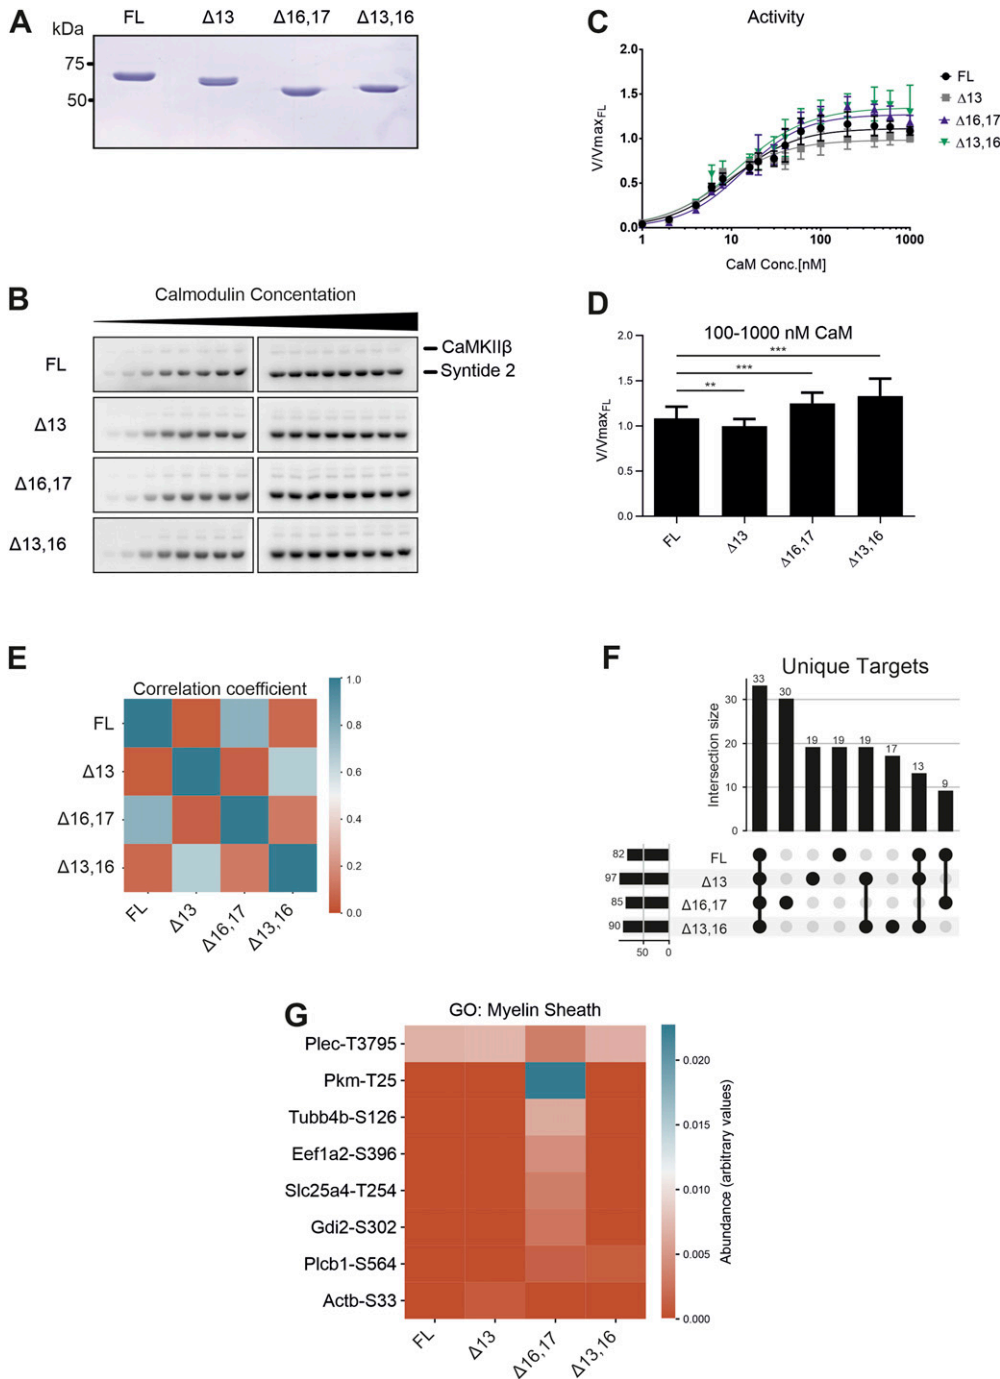 A
kDa
FL Δ13 Δ16,17 Δ13,16
75
50
B
Calmodulin Concentation
FL
CaMKIIβ
Syntide 2
Δ13
Δ16,17
Δ13,16
C
Activity
2.0
1.5
1.0
0.5
0.0
V/VmaxFL
1 10 100 1000
CaM Conc.[nM]
FL
Δ13
Δ16,17
Δ13,16
D
100-1000 nM CaM
2.0
1.5
1.0
0.5
0.0
V/VmaxFL
***
***
**
FL Δ13 Δ16,17 Δ13,16
E
Correlation coefficient
FL
Δ13
Δ16,17
Δ13,16
FL Δ13 Δ16,17 Δ13,16
1.0
0.8
0.6
0.4
0.2
0.0
F
Unique Targets
Intersection size
30
20
10
0
33 30 19 19 19 17 13 9
82 FL
97 Δ13
85 Δ16,17
90 Δ13,16
50 0
G
GO: Myelin Sheath
Plec-T3795
Pkm-T25
Tubb4b-S126
Eef1a2-S396
Slc25a4-T254
Gdi2-S302
Plcb1-S564
Actb-S33
FL Δ13 Δ16,17 Δ13,16
0.020
0.015
0.010
0.005
0.000
Abundance (arbitrary values)